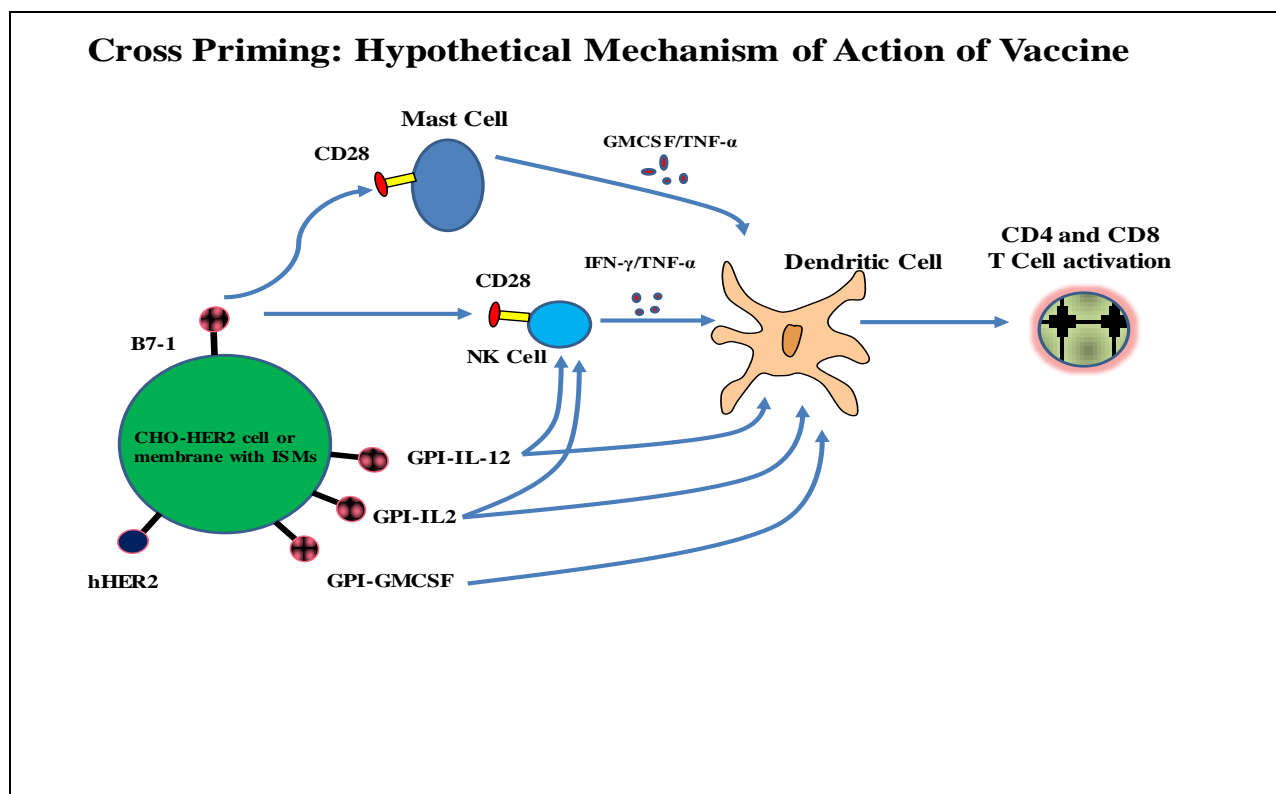 Cross Priming: Hypothetical Mechanism of Action of Vaccine
Mast Cell
CD28
GMCSF/TNF-α
CD4 and CD8
T Cell activation
Dendritic Cell
IFN-γ/TNF-α
CD28
NK Cell
B7-1
CHO-HER2 cell or
membrane with ISMs
GPI-IL-12
GPI-IL2
GPI-GMCSF
hHER2